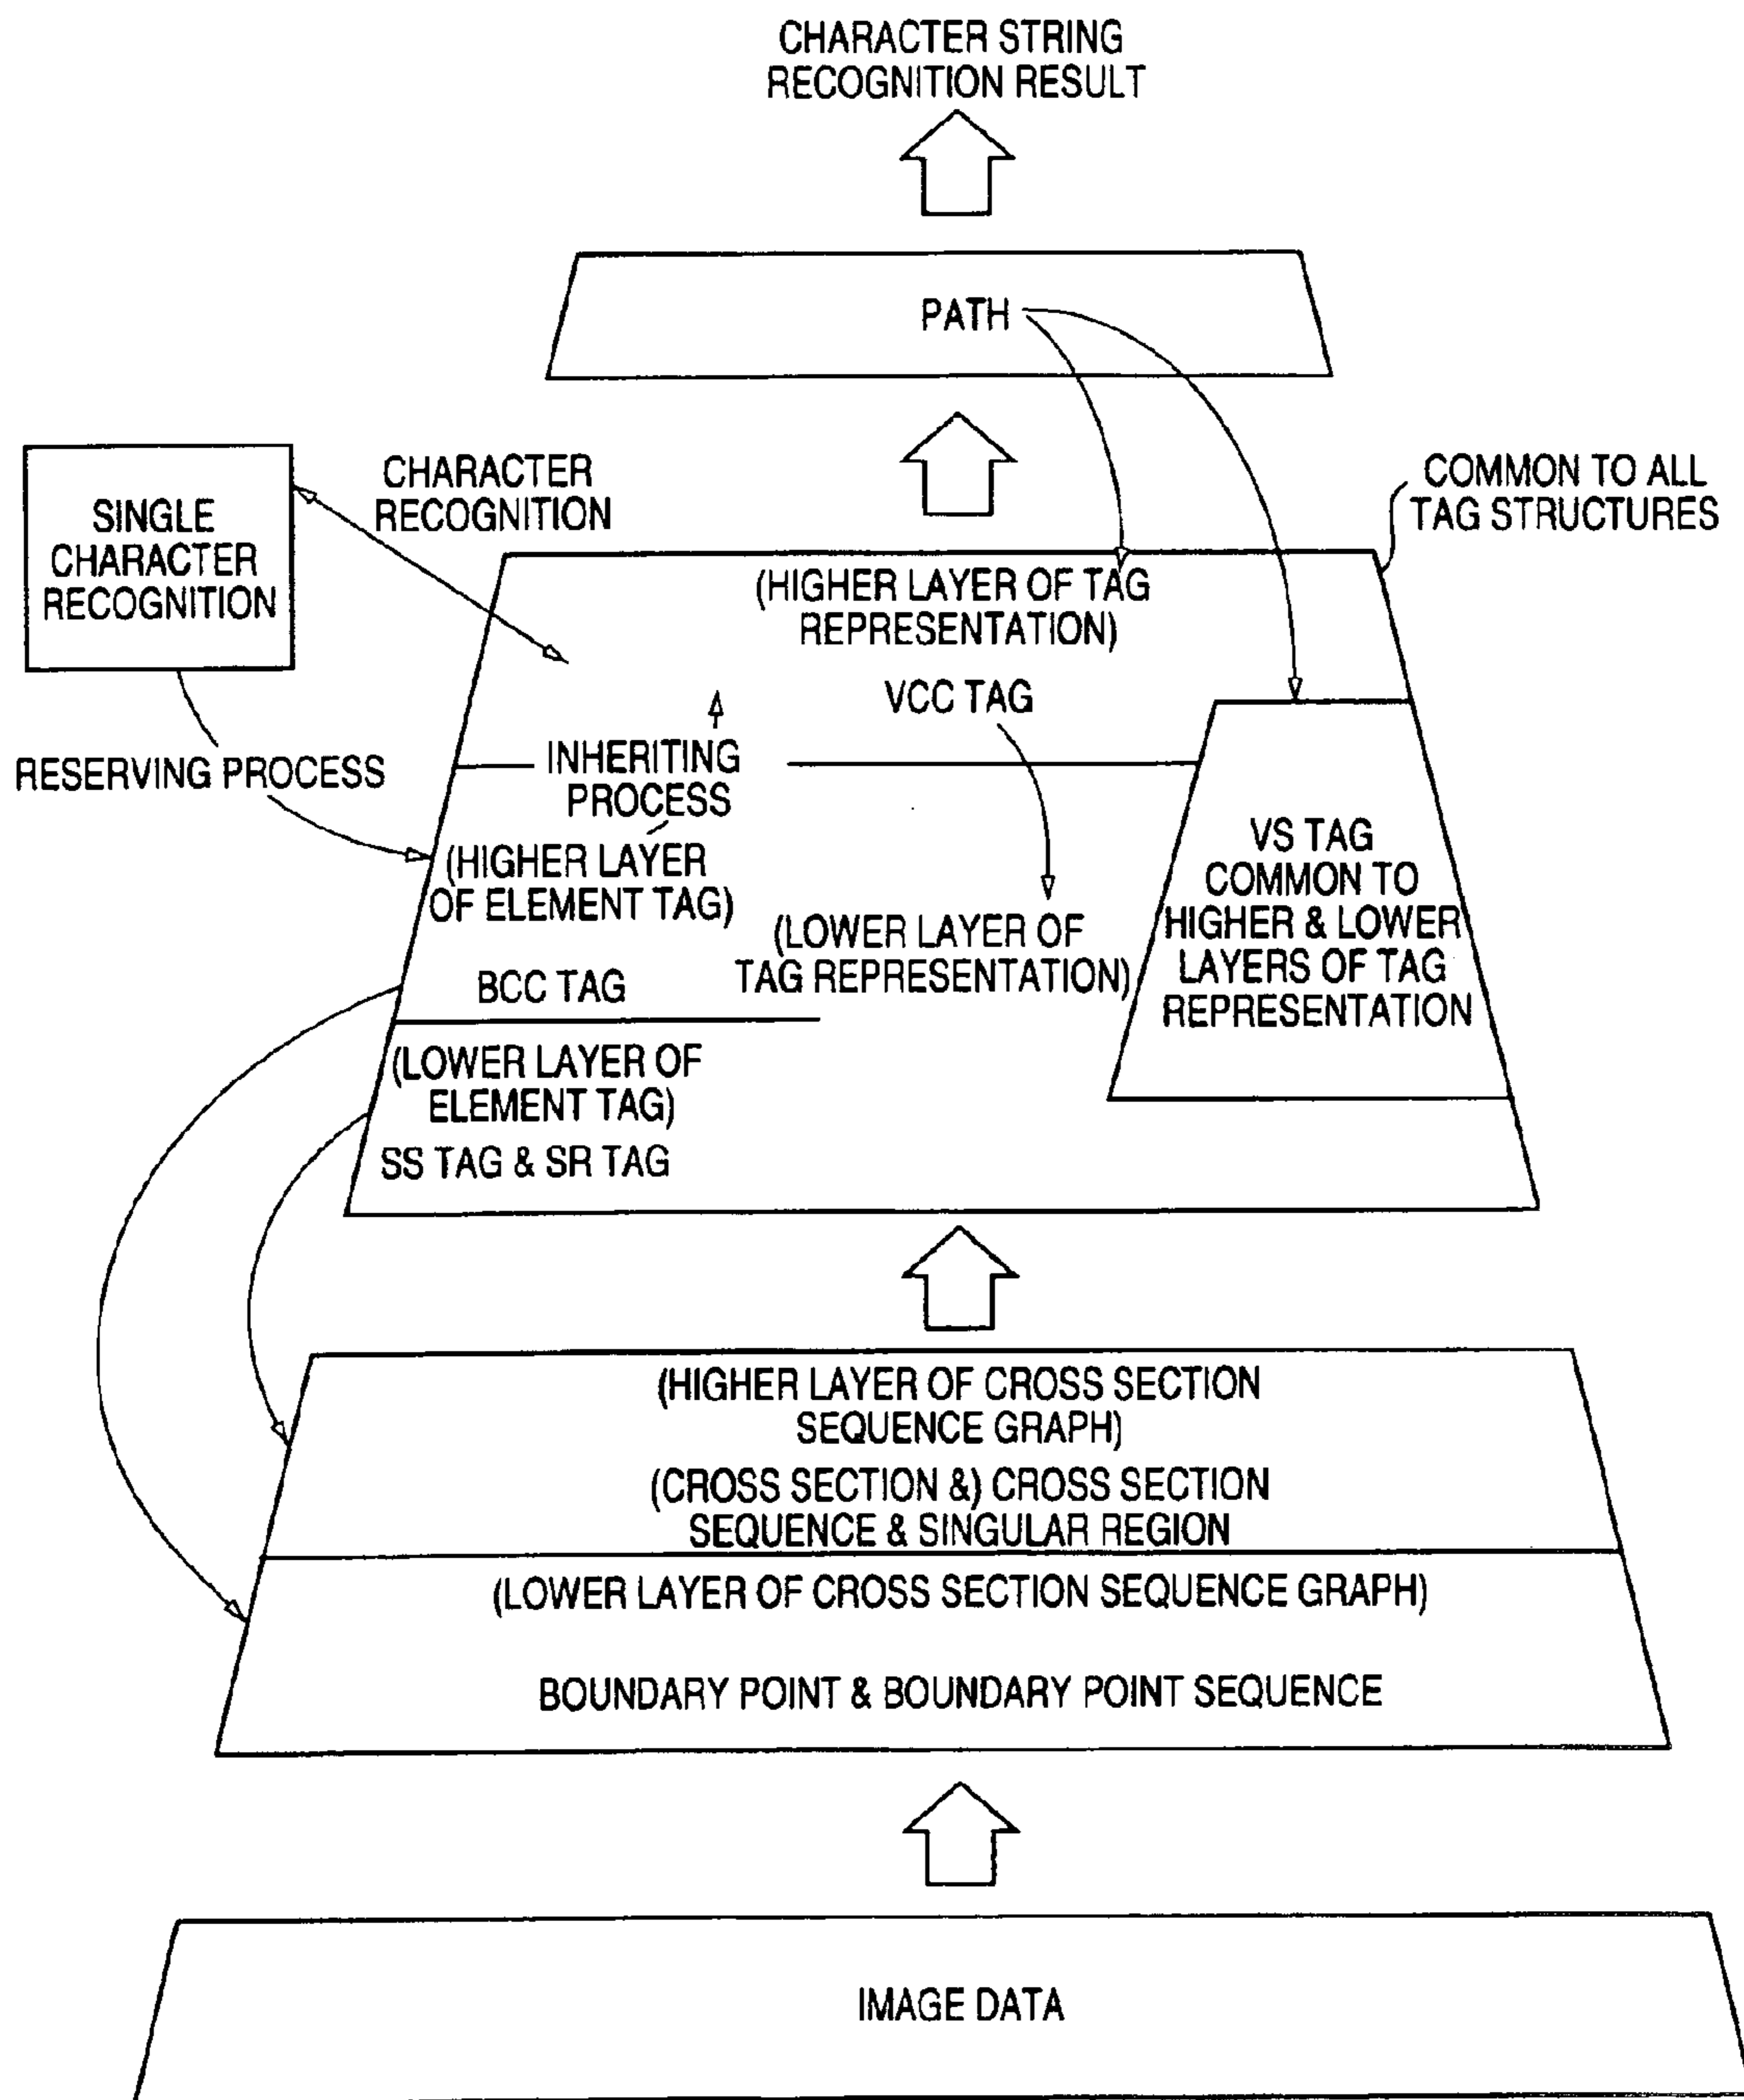 CHARACTER STRING
RECOGNITION RESULT
PATH
SINGLE
CHARACTER
RECOGNITION
CHARACTER
RECOGNITION
COMMON TO ALL
TAG STRUCTURES
(HIGHER LAYER OF TAG
REPRESENTATION)
VCC TAG
RESERVING PROCESS
INHERITING
PROCESS
(HIGHER LAYER
OF ELEMENT TAG)
(LOWER LAYER OF
TAG REPRESENTATION)
VS TAG
COMMON TO
HIGHER & LOWER
LAYERS OF TAG
REPRESENTATION
BCC TAG
(LOWER LAYER OF
ELEMENT TAG)
SS TAG & SR TAG
(HIGHER LAYER OF CROSS SECTION
SEQUENCE GRAPH)
(CROSS SECTION &) CROSS SECTION
SEQUENCE & SINGULAR REGION
(LOWER LAYER OF CROSS SECTION SEQUENCE GRAPH)
BOUNDARY POINT & BOUNDARY POINT SEQUENCE
IMAGE DATA